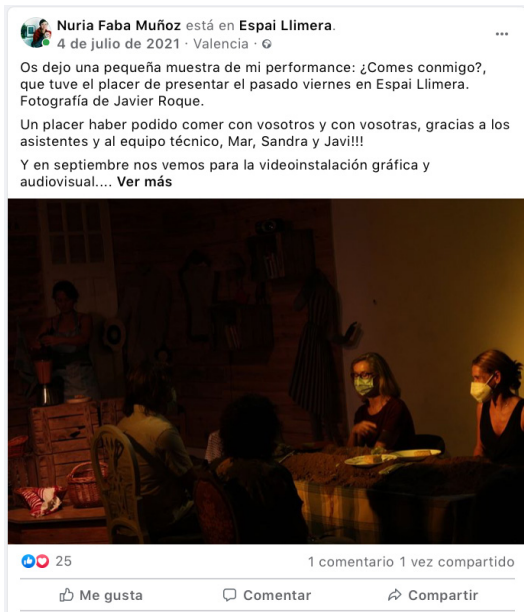 Nuria Faba Muñoz está en Espai Llimera.
4 de julio de 2021 · Valencia ·
Os dejo una pequeña muestra de mi performance: ¿Comes conmigo?,
que tuve el placer de presentar el pasado viernes en Espai Llimera.
Fotografía de Javier Roque.
Un placer haber podido comer con vosotros y con vosotras, gracias a los
asistentes y al equipo técnico, Mar, Sandra y Javi!!!
Y en septiembre nos vemos para la videoinstalación gráfica y
audiovisual.... Ver más
25
1 comentario 1 vez compartido
Me gusta
Comentar
Compartir